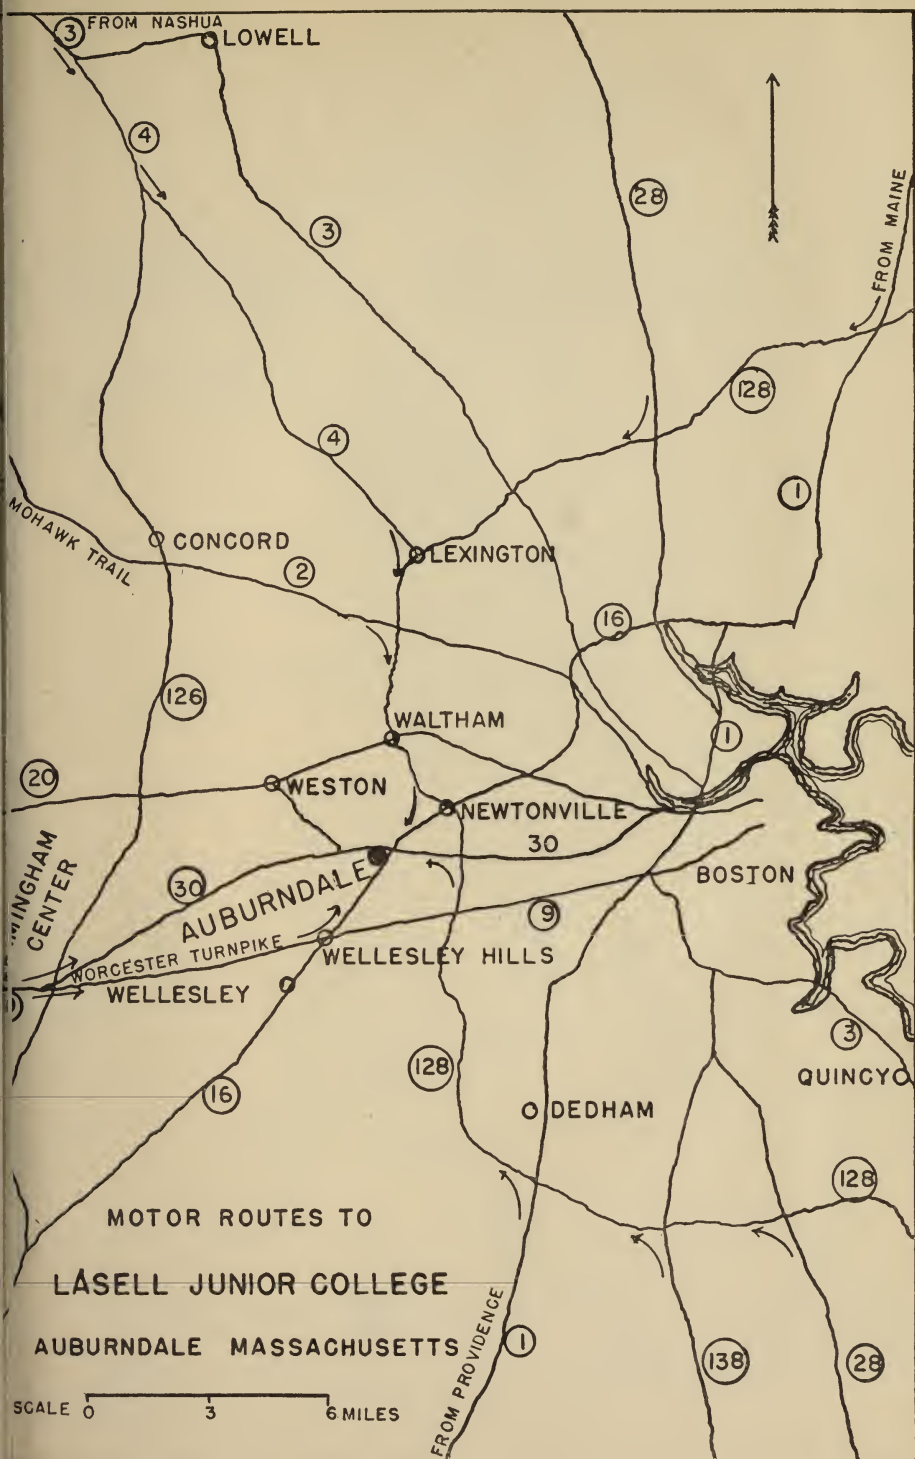 3 FROM NASHUA
LOWELL
4
28
3
FROM MAINE
128
4
1
MOHAWK TRAIL
CONCORD
LEXINGTON
2
16
126
WALTHAM
1
20
WESTON
NEWTONVILLE
30
30
BOSTON
CENTER
AUBURNDALE
9
WORCESTER TURNPIKE
WELLESLEY HILLS
WELLESLEY
3
128
QUINCY
16
DEDHAM
128
MOTOR ROUTES TO
LASELL JUNIOR COLLEGE
AUBURNDALE MASSACHUSETTS
FROM PROVIDENCE
1
138
28
SCALE 0 3 6 MILES